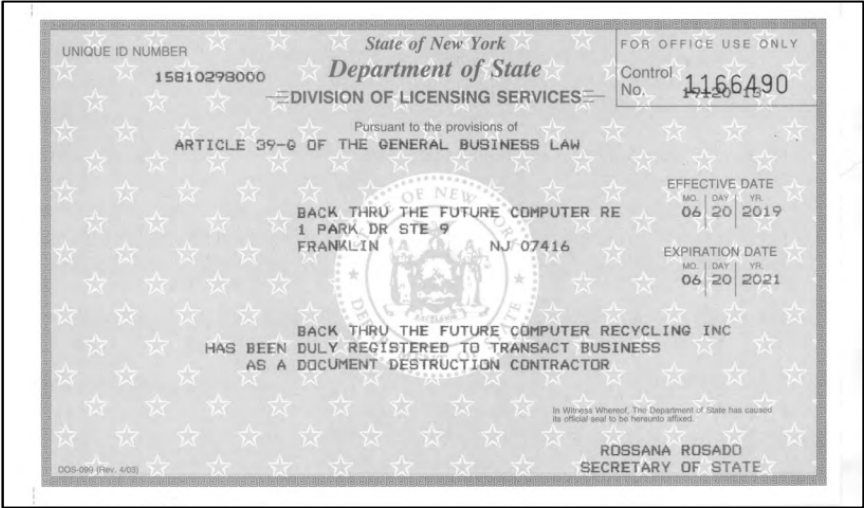 UNIQUE ID NUMBER
15810298000
State of New York
Department of State
DIVISION OF LICENSING SERVICES
FOR OFFICE USE ONLY
Control No. 1166490
Pursuant to the provisions of
ARTICLE 39-G OF THE GENERAL BUSINESS LAW
EFFECTIVE DATE
MO. DAY YR.
06 20 2019
BACK THRU THE FUTURE COMPUTER RE
1 PARK DR STE 9
FRANKLIN NJ 07416
EXPIRATION DATE
MO. DAY YR.
06 20 2021
BACK THRU THE FUTURE COMPUTER RECYCLING INC
HAS BEEN DULY REGISTERED TO TRANSACT BUSINESS
AS A DOCUMENT DESTRUCTION CONTRACTOR
In Witness Whereof, The Department of State has caused
its official seal to be hereunto affixed.
ROSSANA ROSADO
SECRETARY OF STATE
DOS-099 (Rev. 4/03)